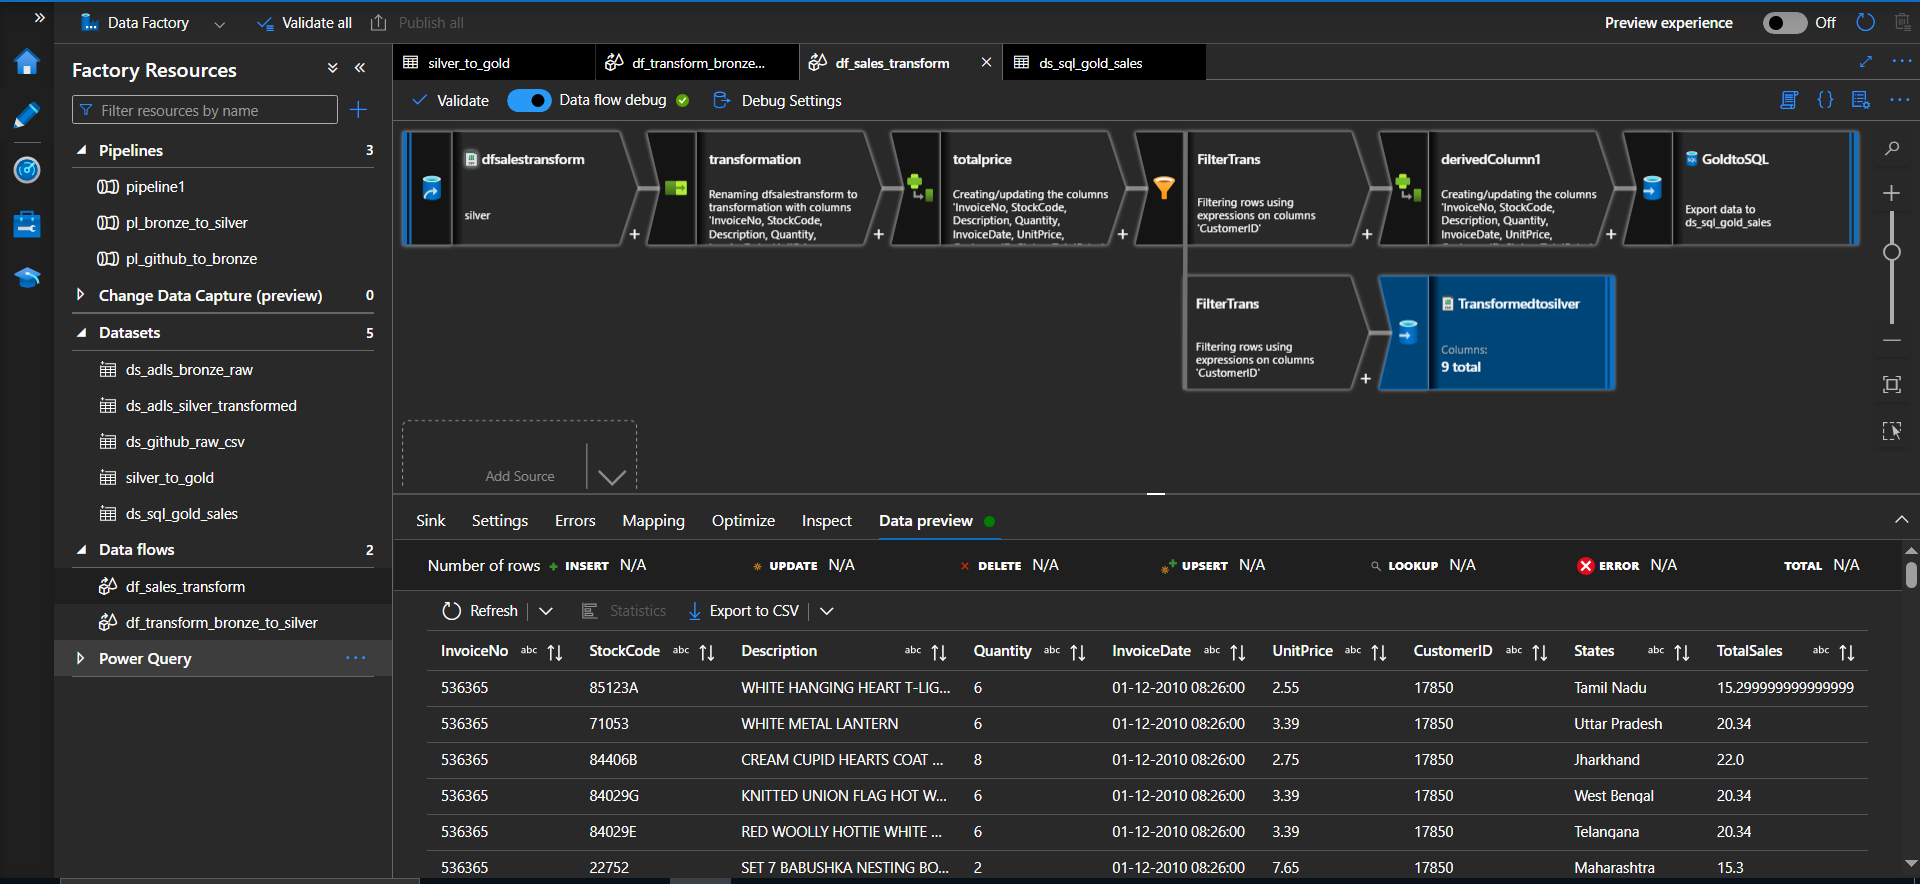 Data Factory
Validate all
Publish all
Preview experience
Off
Factory Resources
Filter resources by name
Pipelines 3
pipeline1
pl_bronze_to_silver
pl_github_to_bronze
Change Data Capture (preview) 0
Datasets 5
ds_adls_bronze_raw
ds_adls_silver_transformed
ds_github_raw_csv
silver_to_gold
ds_sql_gold_sales
Data flows 2
df_sales_transform
df_transform_bronze_to_silver
Power Query
silver_to_gold
df_transform_bronze...
df_sales_transform
ds_sql_gold_sales
Validate
Data flow debug
Debug Settings
dfsalestransform
silver
transformation
Renaming dfsalestransform to
transformation with columns
'InvoiceNo, StockCode,
Description, Quantity,
totalprice
Creating/updating the columns
'InvoiceNo, StockCode,
Description, Quantity,
InvoiceDate, UnitPrice,
FilterTrans
Filtering rows using
expressions on columns
'CustomerID'
derivedColumn1
Creating/updating the columns
'InvoiceNo, StockCode,
Description, Quantity,
InvoiceDate, UnitPrice,
GoldtoSQL
Export data to
ds_sql_gold_sales
FilterTrans
Filtering rows using
expressions on columns
'CustomerID'
Transformedtosilver
Columns:
9 total
Add Source
Sink Settings Errors Mapping Optimize Inspect Data preview
Number of rows INSERT N/A UPDATE N/A DELETE N/A UPSERT N/A LOOKUP N/A ERROR N/A TOTAL N/A
Refresh Statistics Export to CSV
InvoiceNo abc StockCode abc Description abc Quantity abc InvoiceDate abc UnitPrice abc CustomerID abc States abc TotalSales abc
536365 85123A WHITE HANGING HEART T-LIG... 6 01-12-2010 08:26:00 2.55 17850 Tamil Nadu 15.299999999999999
536365 71053 WHITE METAL LANTERN 6 01-12-2010 08:26:00 3.39 17850 Uttar Pradesh 20.34
536365 84406B CREAM CUPID HEARTS COAT ... 8 01-12-2010 08:26:00 2.75 17850 Jharkhand 22.0
536365 84029G KNITTED UNION FLAG HOT W... 6 01-12-2010 08:26:00 3.39 17850 West Bengal 20.34
536365 84029E RED WOOLLY HOTTIE WHITE ... 6 01-12-2010 08:26:00 3.39 17850 Telangana 20.34
536365 22752 SET 7 BABUSHKA NESTING BO... 2 01-12-2010 08:26:00 7.65 17850 Maharashtra 15.3